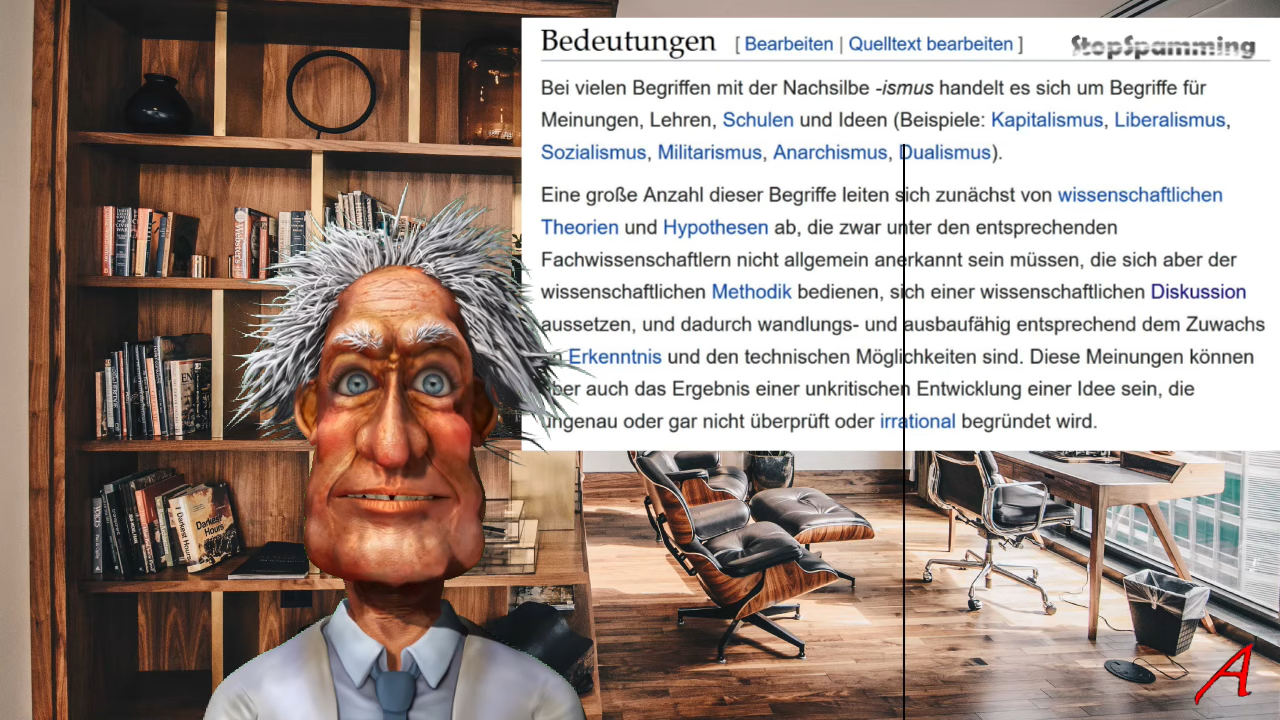 Bedeutungen [ Bearbeiten | Quelltext bearbeiten ]
StopSpamming
Bei vielen Begriffen mit der Nachsilbe -ismus handelt es sich um Begriffe für
Meinungen, Lehren, Schulen und Ideen (Beispiele: Kapitalismus, Liberalismus,
Sozialismus, Militarismus, Anarchismus, Dualismus).
Eine große Anzahl dieser Begriffe leiten sich zunächst von wissenschaftlichen
Theorien und Hypothesen ab, die zwar unter den entsprechenden
Fachwissenschaftlern nicht allgemein anerkannt sein müssen, die sich aber der
wissenschaftlichen Methodik bedienen, sich einer wissenschaftlichen Diskussion
aussetzen, und dadurch wandlungs- und ausbaufähig entsprechend dem Zuwachs
Erkenntnis und den technischen Möglichkeiten sind. Diese Meinungen können
aber auch das Ergebnis einer unkritischen Entwicklung einer Idee sein, die
ungenau oder gar nicht überprüft oder irrational begründet wird.
Darkest
Hours
A